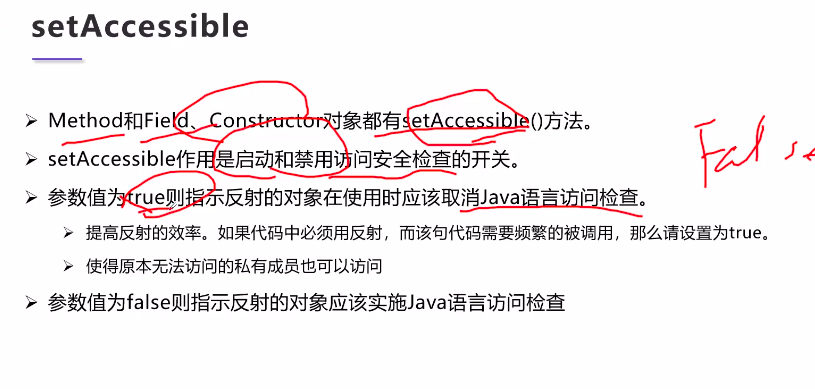 setAccessible
Method和Field、Constructor对象都有setAccessible()方法。
setAccessible作用是启动和禁用访问安全检查的开关。
False
参数值为true则指示反射的对象在使用时应该取消Java语言访问检查。
提高反射的效率。如果代码中必须用反射，而该句代码需要频繁的被调用，那么请设置为true。
使得原本无法访问的私有成员也可以访问
参数值为false则指示反射的对象应该实施Java语言访问检查